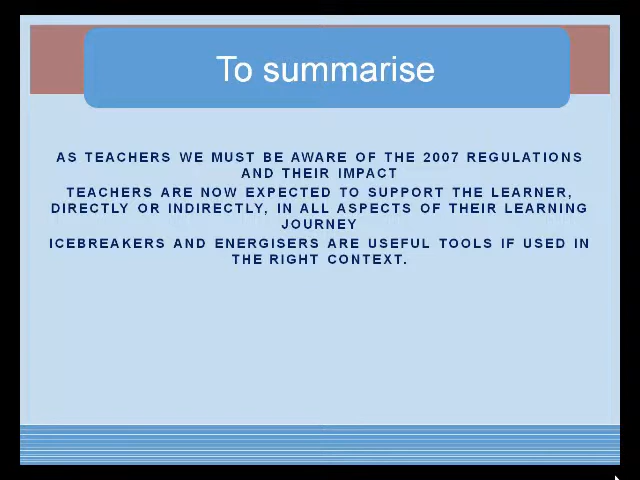 To summarise
AS TEACHERS WE MUST BE AWARE OF THE 2007 REGULATIONS
AND THEIR IMPACT
TEACHERS ARE NOW EXPECTED TO SUPPORT THE LEARNER,
DIRECTLY OR INDIRECTLY, IN ALL ASPECTS OF THEIR LEARNING
JOURNEY
ICEBREAKERS AND ENERGISERS ARE USEFUL TOOLS IF USED IN
THE RIGHT CONTEXT.